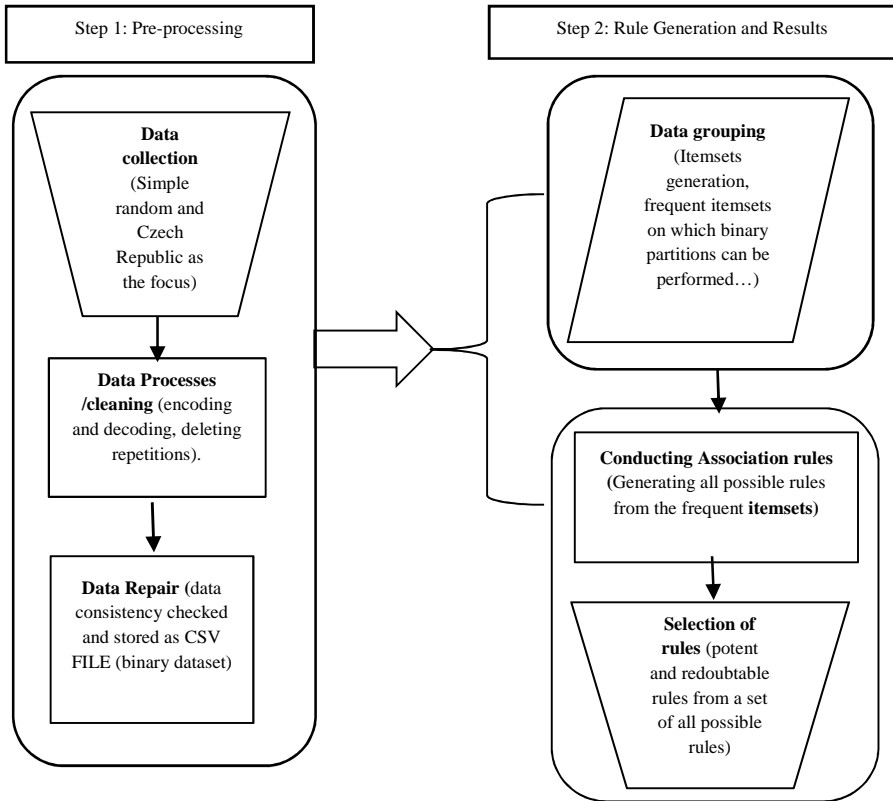 Step 1: Pre-processing
Data
collection
(Simple
random and
Czech
Republic as
the focus)
Data Processes
/cleaning (encoding
and decoding, deleting
repetitions).
Data Repair (data
consistency checked
and stored as CSV
FILE (binary dataset)
Step 2: Rule Generation and Results
Data grouping
(Itemsets
generation,
frequent itemsets
on which binary
partitions can be
performed…)
Conducting Association rules
(Generating all possible rules
from the frequent itemsets)
Selection of
rules (potent
and redoubtable
rules from a set
of all possible
rules)